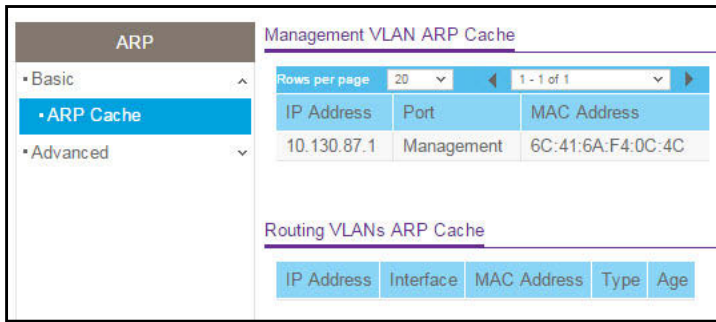 ARP
Basic
ARP Cache
Advanced
Management VLAN ARP Cache
Rows per page 20 1 - 1 of 1
IP Address Port MAC Address
10.130.87.1 Management 6C:41:6A:F4:0C:4C
Routing VLANs ARP Cache
IP Address Interface MAC Address Type Age